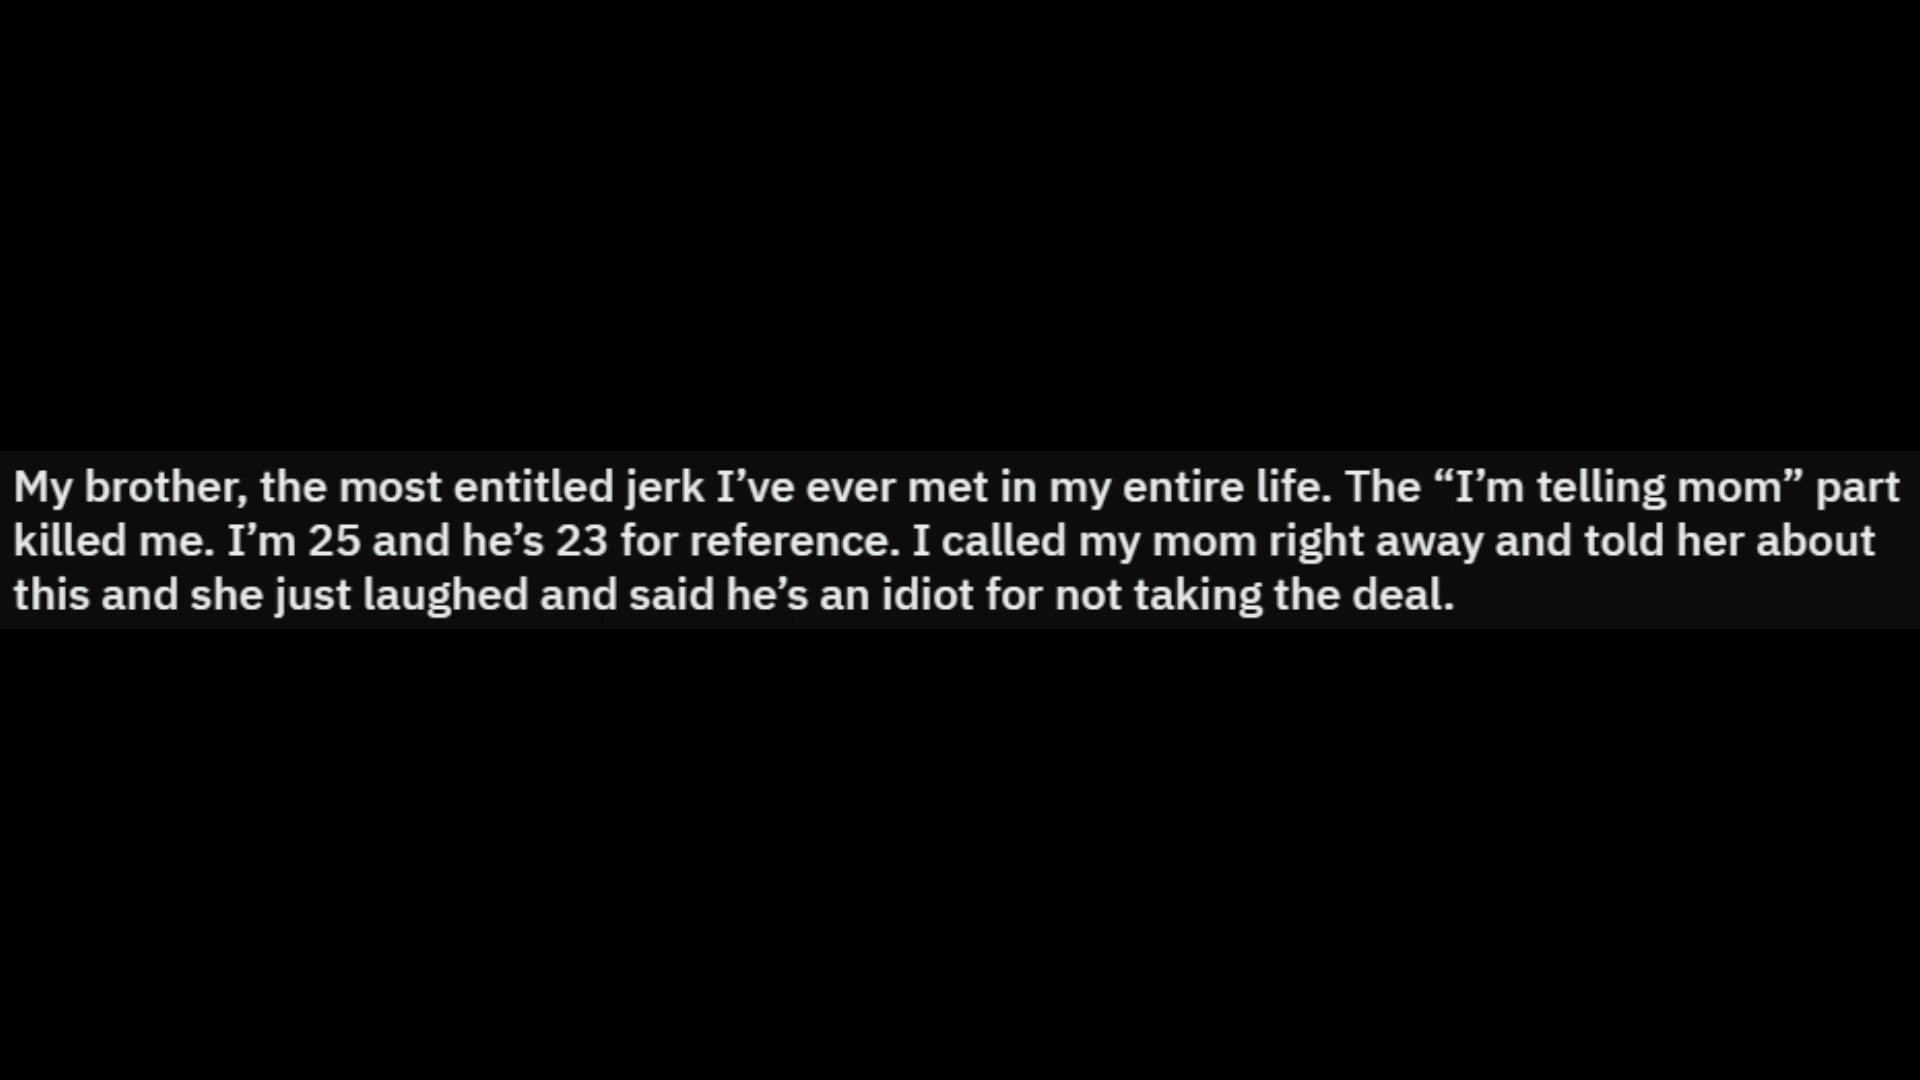 My brother, the most entitled jerk I’ve ever met in my entire life. The “I’m telling mom” part
killed me. I’m 25 and he’s 23 for reference. I called my mom right away and told her about
this and she just laughed and said he’s an idiot for not taking the deal.